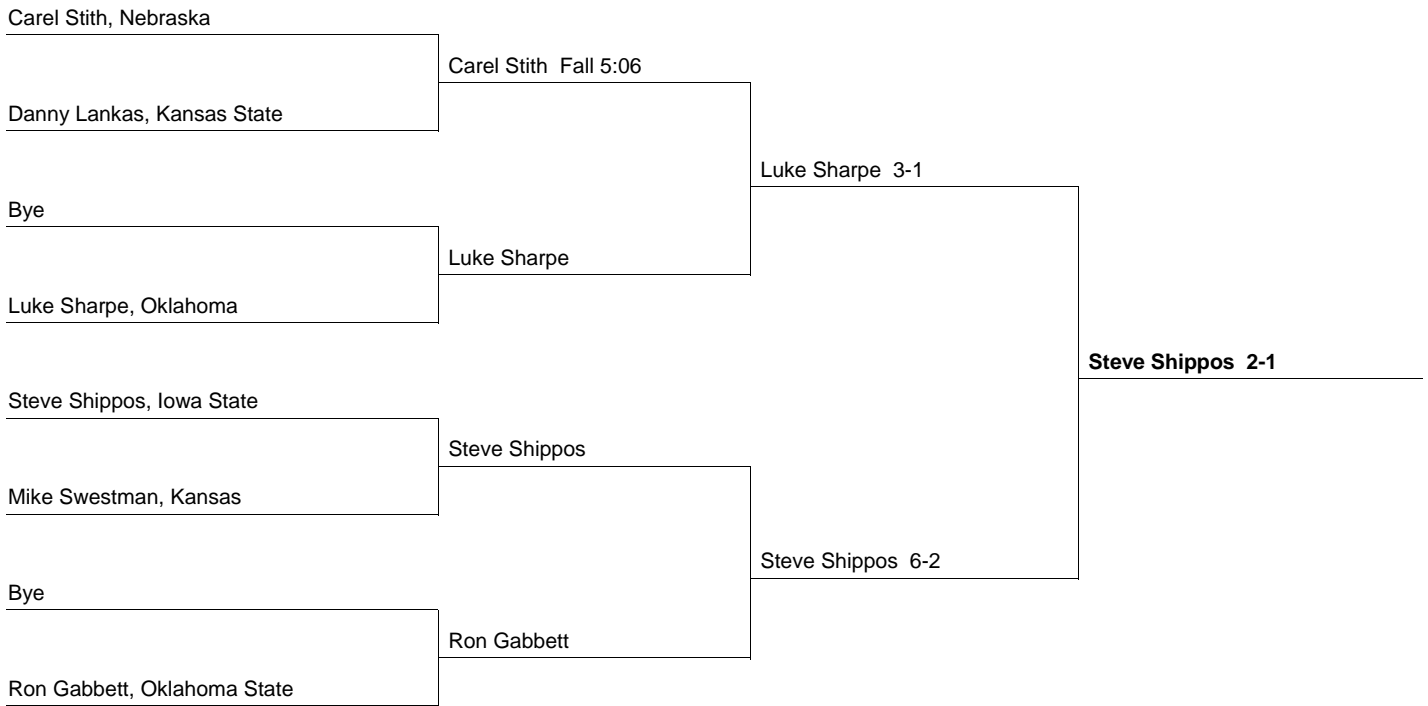 Carel Stith, Nebraska
Carel Stith  Fall 5:06
Danny Lankas, Kansas State
Luke Sharpe  3-1
Bye
Luke Sharpe
Luke Sharpe, Oklahoma
Steve Shippos  2-1
Steve Shippos, Iowa State
Steve Shippos
Mike Swestman, Kansas
Steve Shippos  6-2
Bye
Ron Gabbett
Ron Gabbett, Oklahoma State